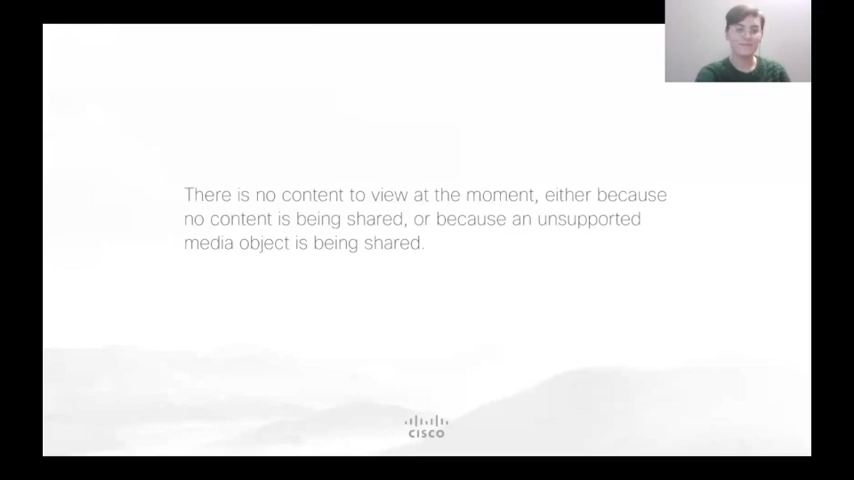 There is no content to view at the moment, either because
no content is being shared, or because an unsupported
media object is being shared.
CISCO